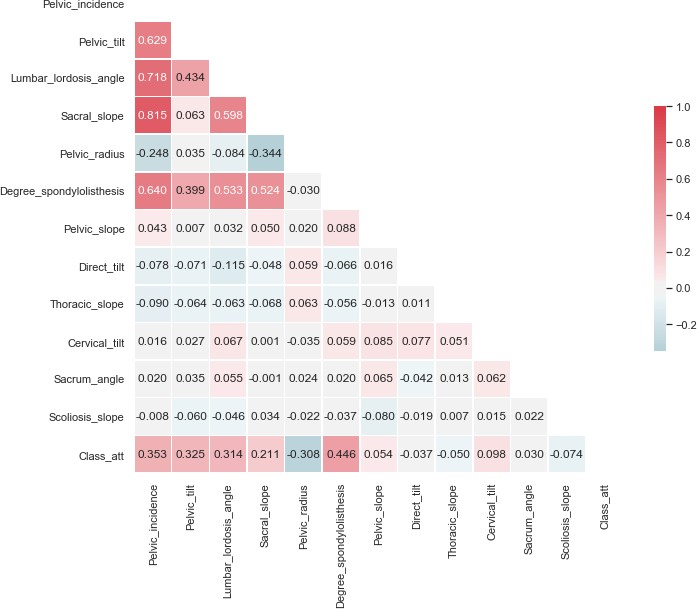 Pelvic_incidence
Pelvic_tilt 0.629
Lumbar_lordosis_angle 0.718 0.434
Sacral_slope 0.815 0.063 0.598
Pelvic_radius -0.248 0.035 -0.084 -0.344
Degree_spondylolisthesis 0.640 0.399 0.533 0.524 -0.030
Pelvic_slope 0.043 0.007 0.032 0.050 0.020 0.088
Direct_tilt -0.078 -0.071 -0.115 -0.048 0.059 -0.066 0.016
Thoracic_slope -0.090 -0.064 -0.063 -0.068 0.063 -0.056 -0.013 0.011
Cervical_tilt 0.016 0.027 0.067 0.001 -0.035 0.059 0.085 0.077 0.051
Sacrum_angle 0.020 0.035 0.055 -0.001 0.024 0.020 0.065 -0.042 0.013 0.062
Scoliosis_slope -0.008 -0.060 -0.046 0.034 -0.022 -0.037 -0.080 -0.019 0.007 0.015 0.022
Class_att 0.353 0.325 0.314 0.211 -0.308 0.446 0.054 -0.037 -0.050 0.098 0.030 -0.074
Pelvic_incidence
Pelvic_tilt
Lumbar_lordosis_angle
Sacral_slope
Pelvic_radius
Degree_spondylolisthesis
Pelvic_slope
Direct_tilt
Thoracic_slope
Cervical_tilt
Sacrum_angle
Scoliosis_slope
Class_att
1.0
0.8
0.6
0.4
0.2
0.0
−0.2